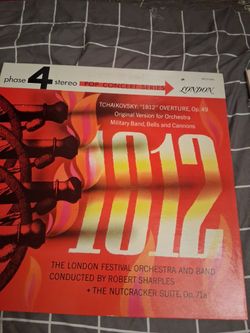 phase 4 stereo POP CONCERT SERIES LONDON
TCHAIKOVSKY: "1812" OVERTURE, Op. 49
Original Version for Orchestra
Military Band, Bells and Cannons
1812
THE LONDON FESTIVAL ORCHESTRA AND BAND
CONDUCTED BY ROBERT SHARPLES
+ THE NUTCRACKER SUITE, Op. 71a